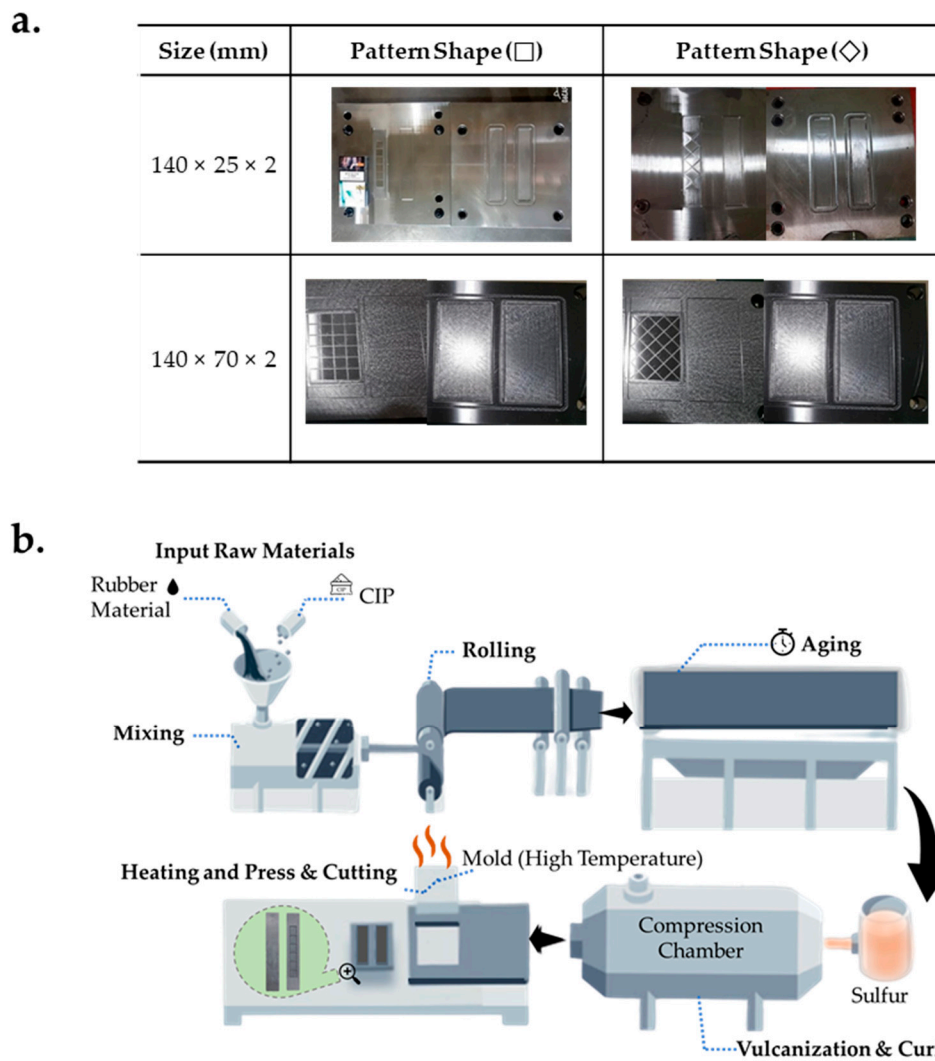 a.
Size (mm) Pattern Shape (□) Pattern Shape (◇)
140 × 25 × 2
140 × 70 × 2
b.
Input Raw Materials
Rubber
Material
CIP
CIP
Rolling
Aging
Mixing
Heating and Press & Cutting
Mold (High Temperature)
Compression
Chamber
Sulfur
Vulcanization & Cur